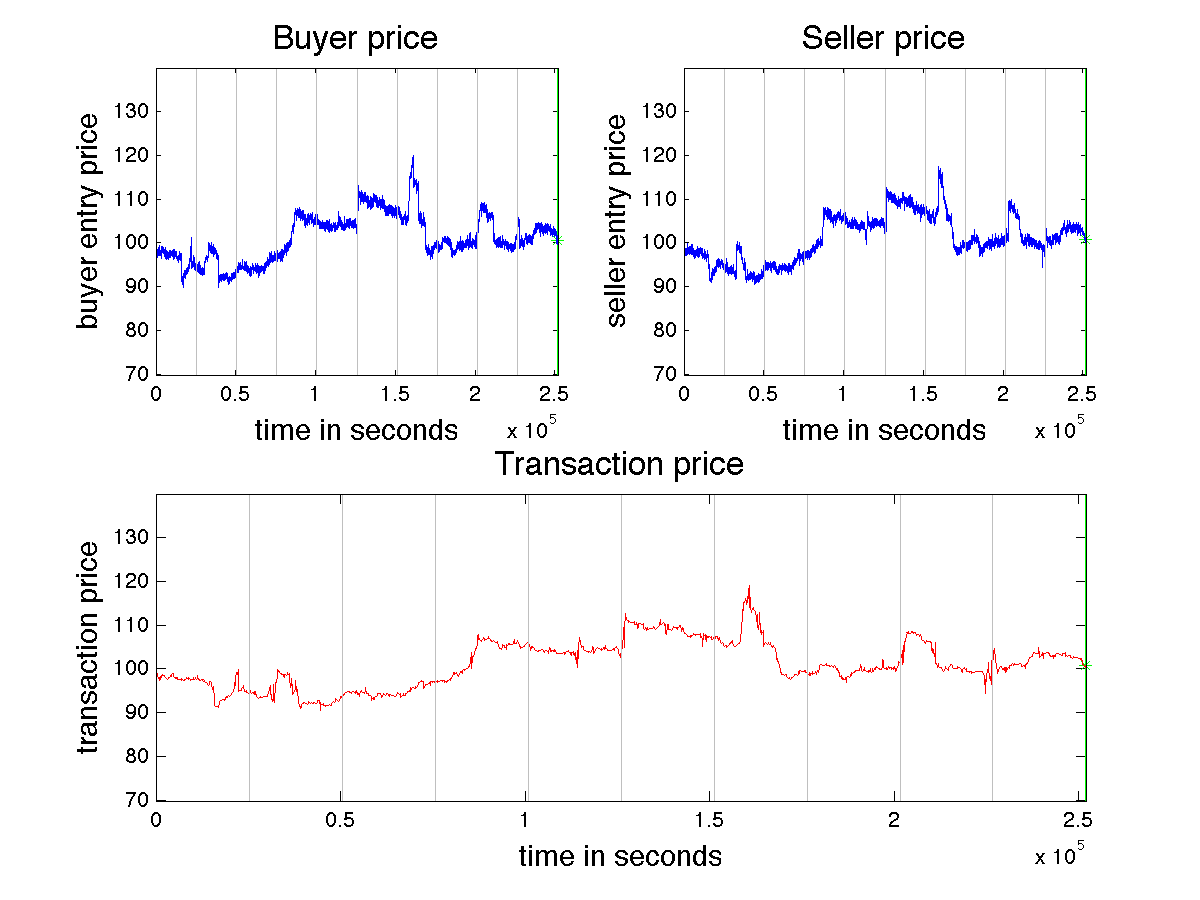 Buyer price
Seller price
buyer entry price
130
120
110
100
90
80
70
0 0.5 1 1.5 2 2.5
x 10^5
time in seconds
seller entry price
130
120
110
100
90
80
70
0 0.5 1 1.5 2 2.5
x 10^5
time in seconds
Transaction price
transaction price
130
120
110
100
90
80
70
0 0.5 1 1.5 2 2.5
x 10^5
time in seconds